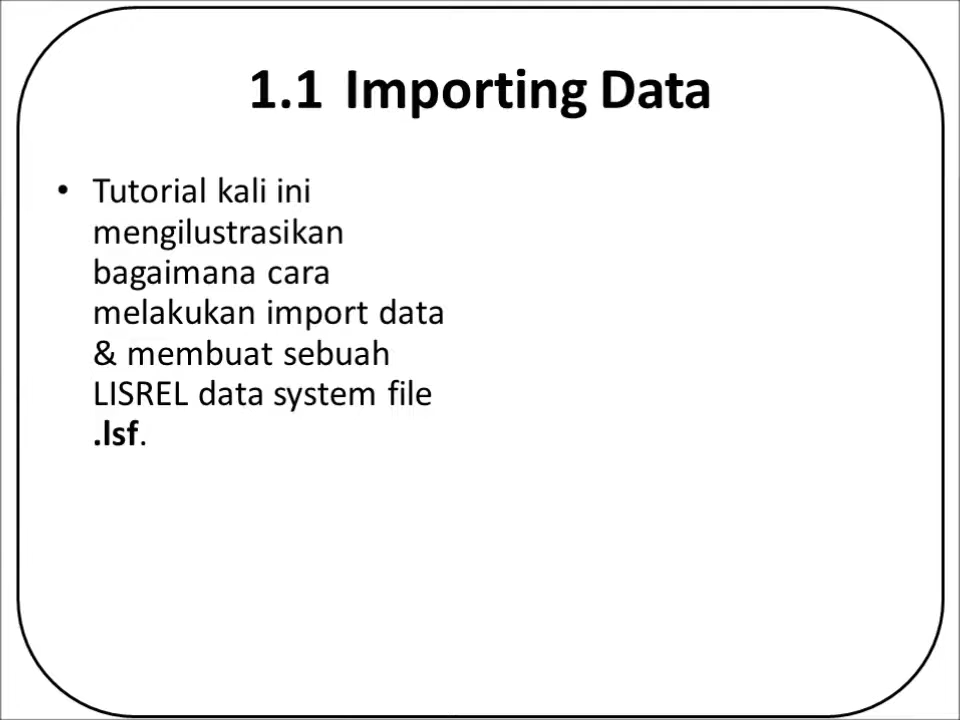 1.1 Importing Data
• Tutorial kali ini
mengilustrasikan
bagaimana cara
melakukan import data
& membuat sebuah
LISREL data system file
.lsf.